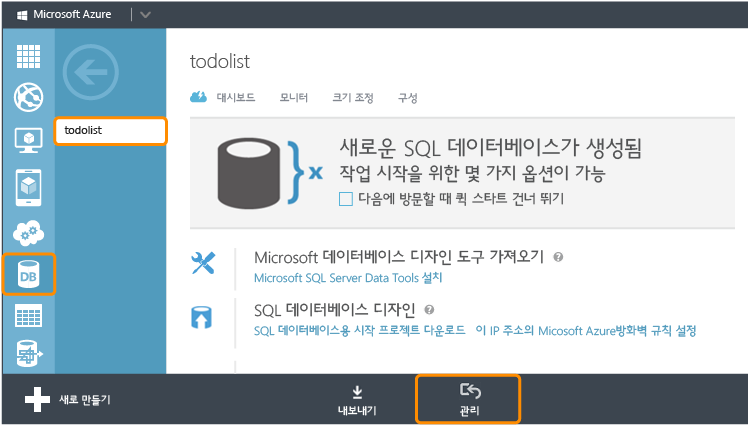 Microsoft Azure
todolist
todolist
대시보드 모니터 크기 조정 구성
새로운 SQL 데이터베이스가 생성됨
작업 시작을 위한 몇 가지 옵션이 가능
다음에 방문할 때 퀵 스타트 건너 뛰기
Microsoft 데이터베이스 디자인 도구 가져오기 ?
Microsoft SQL Server Data Tools 설치
SQL 데이터베이스 디자인 ?
SQL 데이터베이스용 시작 프로젝트 다운로드 이 IP 주소의 Microsoft Azure방화벽 규칙 설정
DB
새로 만들기
내보내기
관리